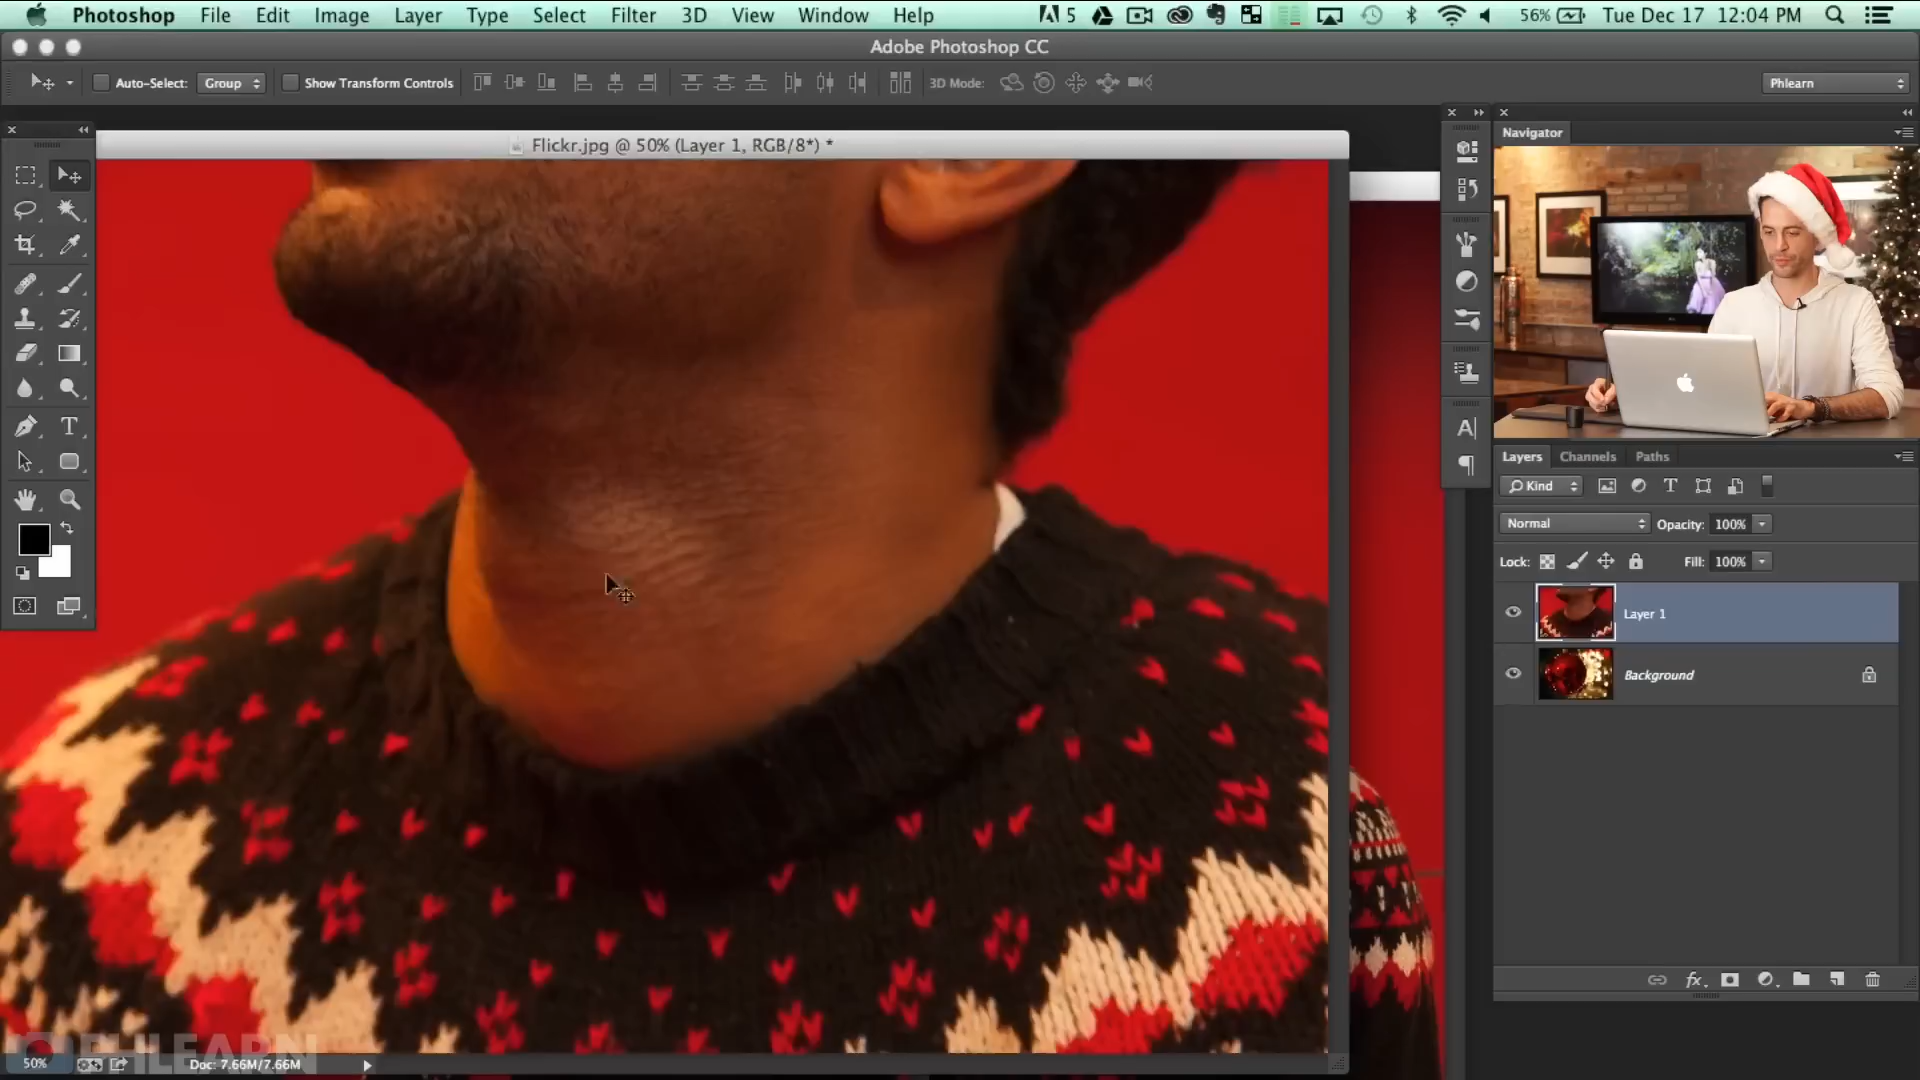 Photoshop File Edit Image Layer Type Select Filter 3D View Window Help 5 56% Tue Dec 17 12:04 PM
Adobe Photoshop CC
Auto-Select: Group Show Transform Controls 3D Mode: Phlearn
Flickr.jpg @ 50% (Layer 1, RGB/8*) *
Navigator
Layers Channels Paths
Kind
Normal Opacity: 100%
Lock: Fill: 100%
Layer 1
Background
PHLEARN
50% Doc: 7.66M/7.66M